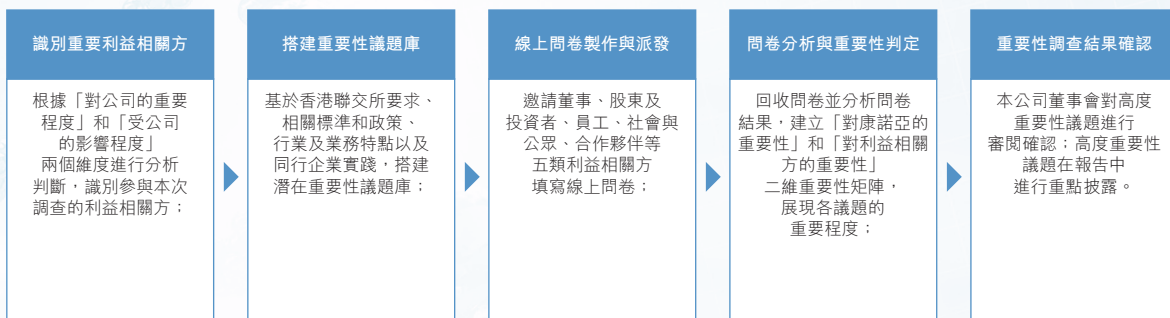 識別重要利益相關方
根據「對公司的重要
程度」和「受公司
的影響程度」
兩個維度進行分析
判斷，識別參與本次
調查的利益相關方；
搭建重要性議題庫
基於香港聯交所要求、
相關標準和政策、
行業及業務特點以及
同行企業實踐，搭建
潛在重要性議題庫；
線上問卷製作與派發
邀請董事、股東及
投資者、員工、社會與
公眾、合作夥伴等
五類利益相關方
填寫線上問卷；
問卷分析與重要性判定
回收問卷並分析問卷
結果，建立「對康諾亞的
重要性」和「對利益相關
方的重要性」
二維重要性矩陣，
展現各議題的
重要程度；
重要性調查結果確認
本公司董事會對高度
重要性議題進行
審閱確認；高度重要性
議題在報告中
進行重點披露。